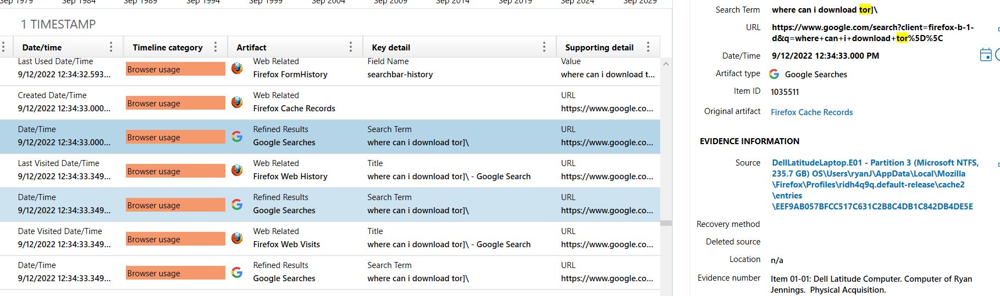 Sep 1979 Sep 1984 Sep 1989 Sep 1994 Sep 1999 Sep 2004 Sep 2009 Sep 2014 Sep 2019 Sep 2024 Sep 2029
1 TIMESTAMP
Date/time Timeline category Artifact Key detail Supporting detail
Last Used Date/Time Web Related Field Name Value
9/12/2022 12:34:32.593... Browser usage Firefox FormHistory searchbar-history where can i download t...
Created Date/Time Web Related URL
9/12/2022 12:34:33.000... Browser usage Firefox Cache Records https://www.google.co...
Date/Time Refined Results Search Term URL
9/12/2022 12:34:33.000... Browser usage Google Searches where can i download tor]\ https://www.google.co...
Last Visited Date/Time Web Related Title URL
9/12/2022 12:34:33.349... Browser usage Firefox Web History where can i download tor]\ - Google Search https://www.google.co...
Date/Time Refined Results Search Term URL
9/12/2022 12:34:33.349... Browser usage Google Searches where can i download tor]\ https://www.google.co...
Date Visited Date/Time Web Related Title URL
9/12/2022 12:34:33.349... Browser usage Firefox Web Visits where can i download tor]\ - Google Search https://www.google.co...
Date/Time Refined Results Search Term URL
9/12/2022 12:34:33.349... Browser usage Google Searches where can i download tor]\ https://www.google.co...
Search Term where can i download tor]\
URL https://www.google.com/search?client=firefox-b-1-
d&q=where+can+i+download+tor%5D%5C
Date/Time 9/12/2022 12:34:33.000 PM
Artifact type Google Searches
Item ID 1035511
Original artifact Firefox Cache Records
EVIDENCE INFORMATION
Source DellLatitudeLaptop.E01 - Partition 3 (Microsoft NTFS,
235.7 GB) OS\Users\ryanJ\AppData\Local\Mozilla
\Firefox\Profiles\ridh4q9q.default-release\cache2
\entries
\EEF9AB057BFCC517C631C2B8C4DB1C842DB4DE5E
Recovery method
Deleted source
Location n/a
Evidence number Item 01-01: Dell Latitude Computer. Computer of Ryan
Jennings. Physical Acquisition.